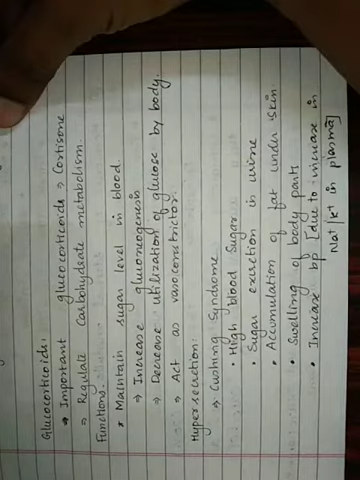 Glucocorticoids:
⇒ Important glucocorticoids ⇒ Cortisone
⇒ Regulate Carbohydrate metabolism.
Functions.
* Maintain sugar level in blood.
⇒ Increase gluconeogenesis
⇒ Decrease utilization of glucose by body.
⇒ Act as vasoconstrictor.
Hypersecretion:
⇒ Cushing Syndrome
• High blood sugar
• Sugar excretion in urine
• Accumulation of fat under skin
• Swelling of body parts
• Increase bp [due to increase in
Na+/K+ in plasma]